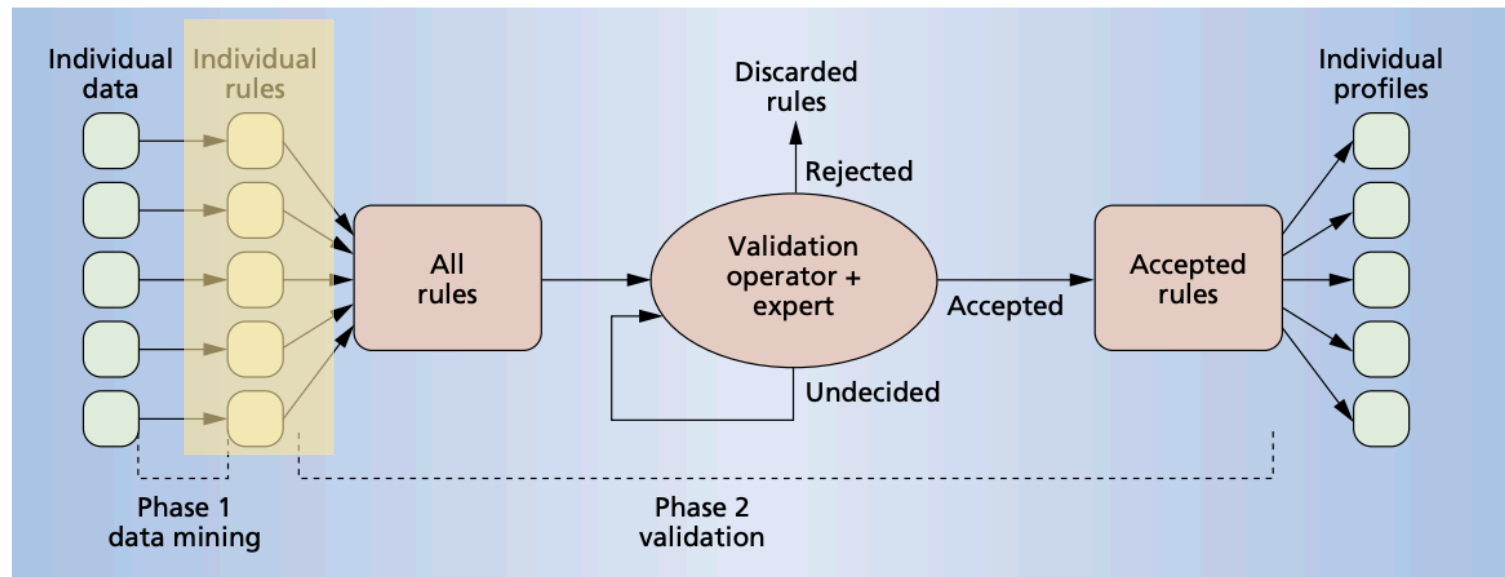 Individual
data
Individual
rules
Discarded
rules
Individual
profiles
Rejected
All
rules
Validation
operator +
expert
Accepted
Accepted
rules
Undecided
Phase 1
data mining
Phase 2
validation